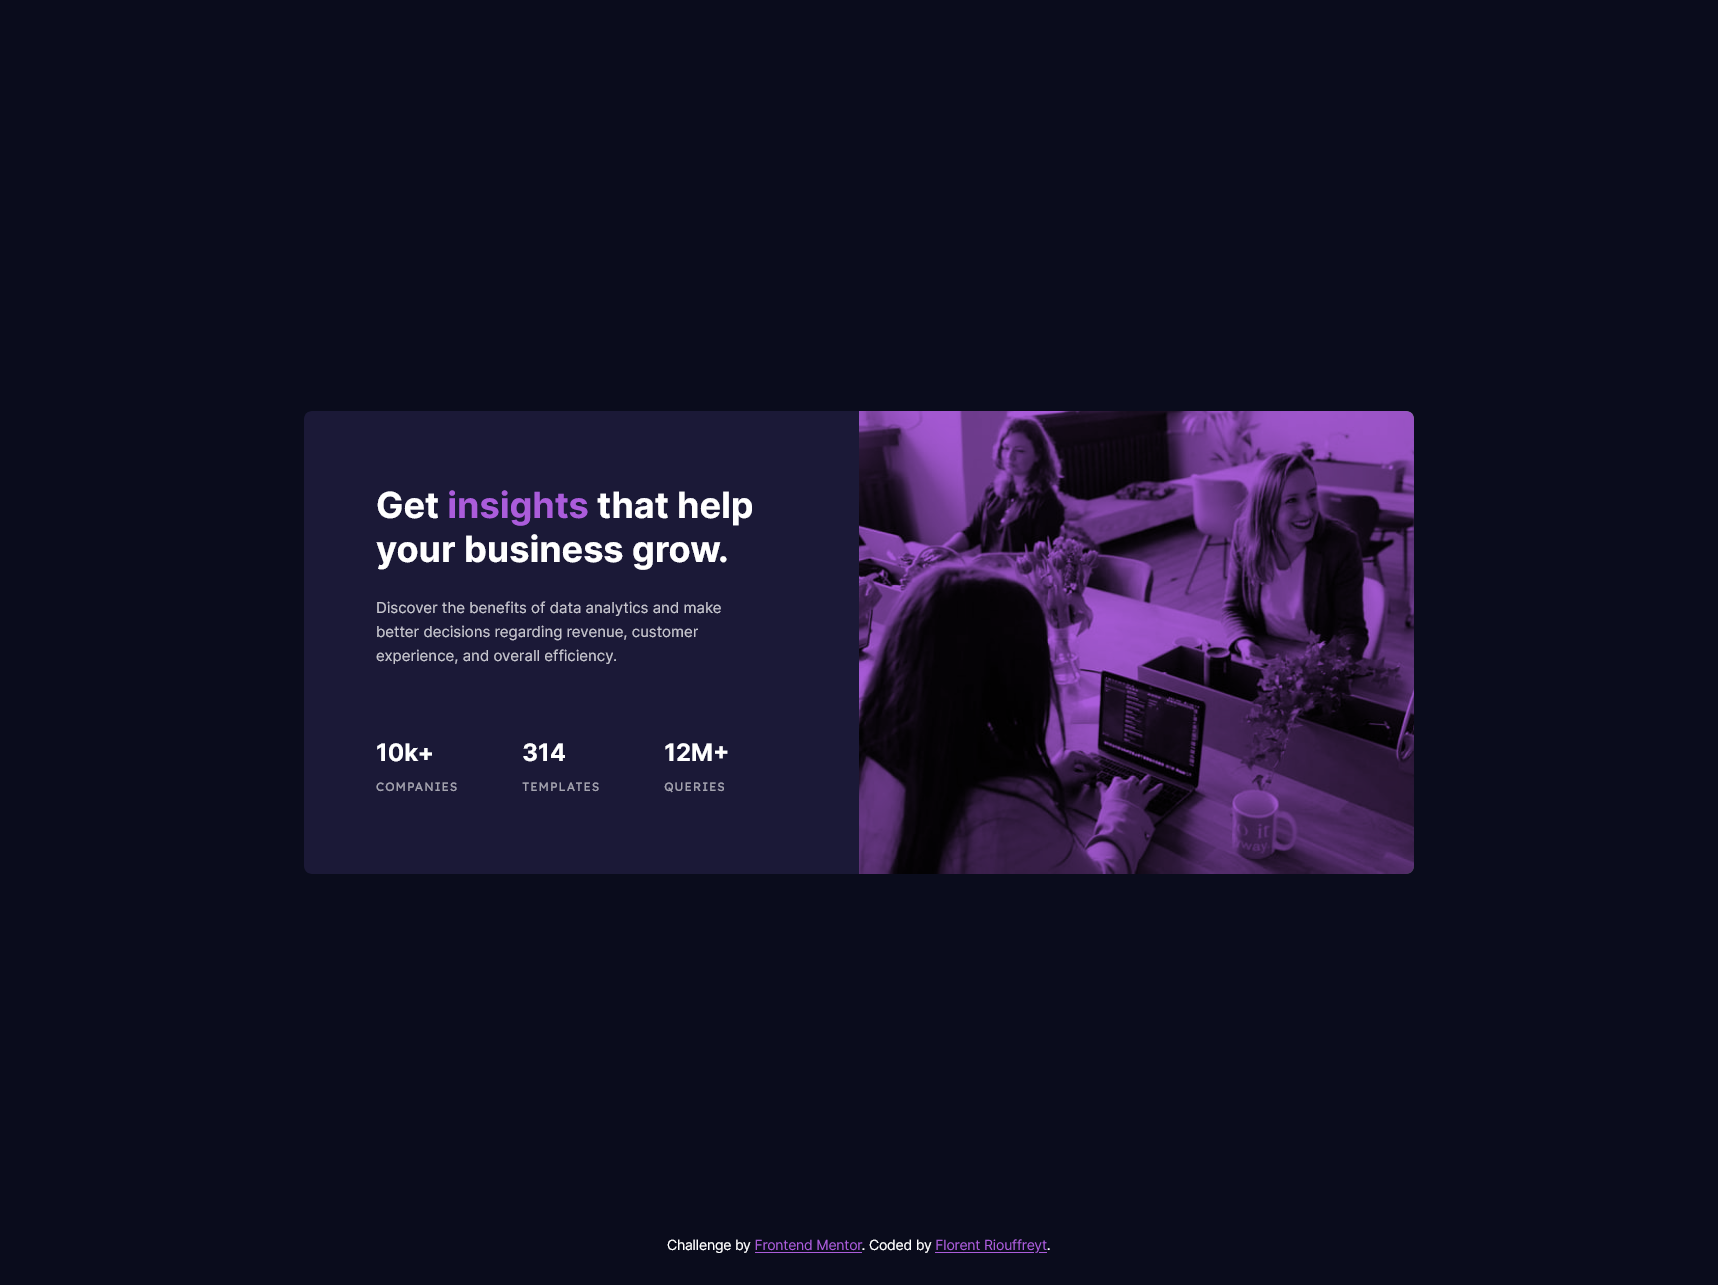 Get insights that help
your business grow.
Discover the benefits of data analytics and make
better decisions regarding revenue, customer
experience, and overall efficiency.
10k+ 314 12M+
COMPANIES TEMPLATES QUERIES
Challenge by Frontend Mentor. Coded by Florent Riouffreyt.